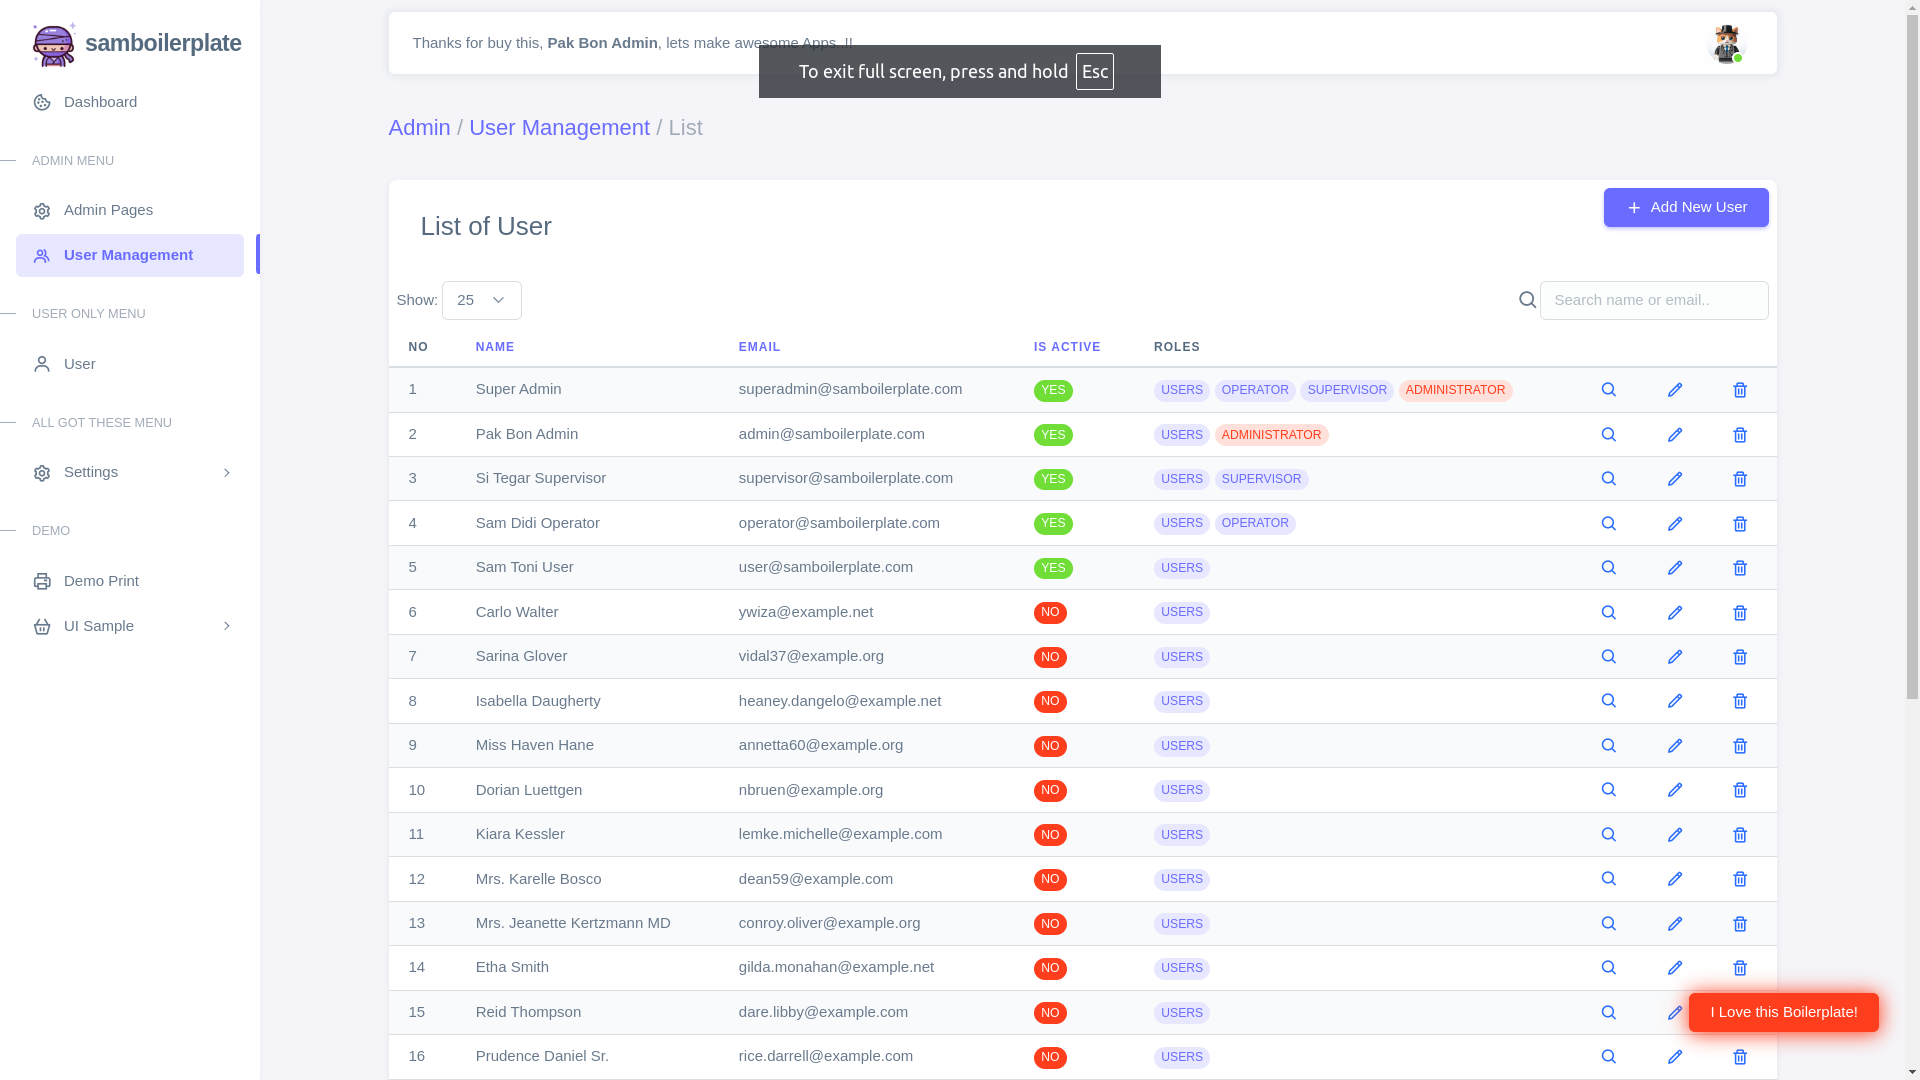 samboilerplate
Dashboard
ADMIN MENU
Admin Pages
User Management
USER ONLY MENU
User
ALL GOT THESE MENU
Settings
DEMO
Demo Print
UI Sample
Thanks for buy this, Pak Bon Admin, lets make awesome Apps..!!
To exit full screen, press and hold Esc
Admin / User Management / List
List of User
Add New User
Show: 25
Search name or email..
NO NAME EMAIL IS ACTIVE ROLES
1 Super Admin superadmin@samboilerplate.com YES USERS OPERATOR SUPERVISOR ADMINISTRATOR
2 Pak Bon Admin admin@samboilerplate.com YES USERS ADMINISTRATOR
3 Si Tegar Supervisor supervisor@samboilerplate.com YES USERS SUPERVISOR
4 Sam Didi Operator operator@samboilerplate.com YES USERS OPERATOR
5 Sam Toni User user@samboilerplate.com YES USERS
6 Carlo Walter ywiza@example.net NO USERS
7 Sarina Glover vidal37@example.org NO USERS
8 Isabella Daugherty heaney.dangelo@example.net NO USERS
9 Miss Haven Hane annetta60@example.org NO USERS
10 Dorian Luettgen nbruen@example.org NO USERS
11 Kiara Kessler lemke.michelle@example.com NO USERS
12 Mrs. Karelle Bosco dean59@example.com NO USERS
13 Mrs. Jeanette Kertzmann MD conroy.oliver@example.org NO USERS
14 Etha Smith gilda.monahan@example.net NO USERS
15 Reid Thompson dare.libby@example.com NO USERS
I Love this Boilerplate!
16 Prudence Daniel Sr. rice.darrell@example.com NO USERS